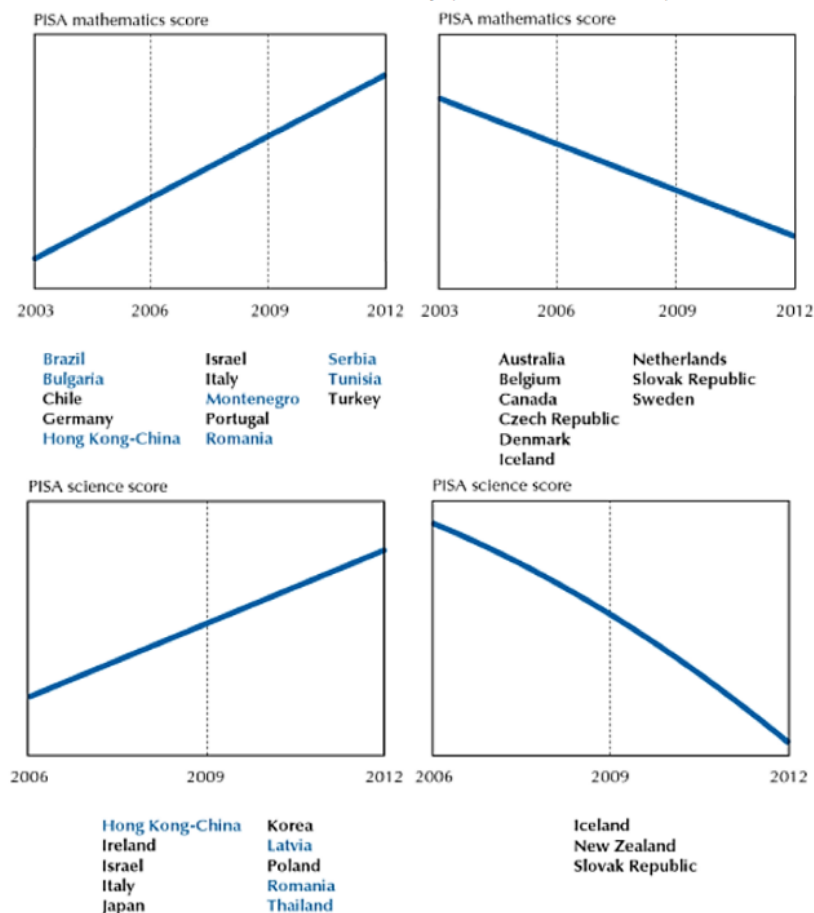 PISA mathematics score
2003 2006 2009 2012
Brazil
Bulgaria
Chile
Germany
Hong Kong-China
Israel
Italy
Montenegro
Portugal
Romania
Serbia
Tunisia
Turkey
PISA mathematics score
2003 2006 2009 2012
Australia
Belgium
Canada
Czech Republic
Denmark
Iceland
Netherlands
Slovak Republic
Sweden
PISA science score
2006 2009 2012
Hong Kong-China
Ireland
Israel
Italy
Japan
Korea
Latvia
Poland
Romania
Thailand
PISA science score
2006 2009 2012
Iceland
New Zealand
Slovak Republic